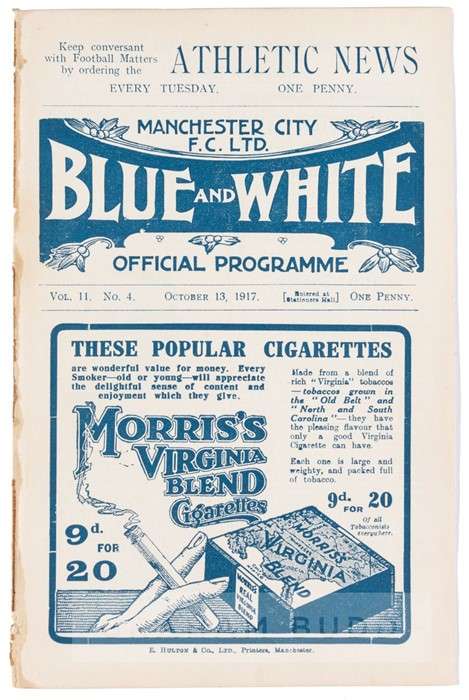 Keep conversant
with Football Matters
by ordering the
ATHLETIC NEWS
EVERY TUESDAY. ONE PENNY.
MANCHESTER CITY
F.C. LTD.
BLUE AND WHITE
OFFICIAL PROGRAMME
VOL. 11. No. 4. OCTOBER 13, 1917. [Entered at Stationers Hall.] ONE PENNY.
THESE POPULAR CIGARETTES
are wonderful value for money. Every
Smoker—old or young—will appreciate
the delightful sense of content and
enjoyment which they give.
Made from a blend of
rich "Virginia" tobaccos
—tobaccos grown in
the "Old Belt" and
"North and South
Carolina"—they have
the pleasing flavour that
only a good Virginia
Cigarette can have.
Each one is large and
weighty, and packed full
of tobacco.
MORRIS'S
VIRGINIA
BLEND
Cigarettes
9d.
FOR
20
9d. FOR 20
Of all
Tobacconists
Everywhere.
MORRIS'S
VIRGINIA
BLEND
MORRIS'S
REAL
VIRGINIA
BLEND
E. HULTON & Co., LTD., Printers, Manchester.